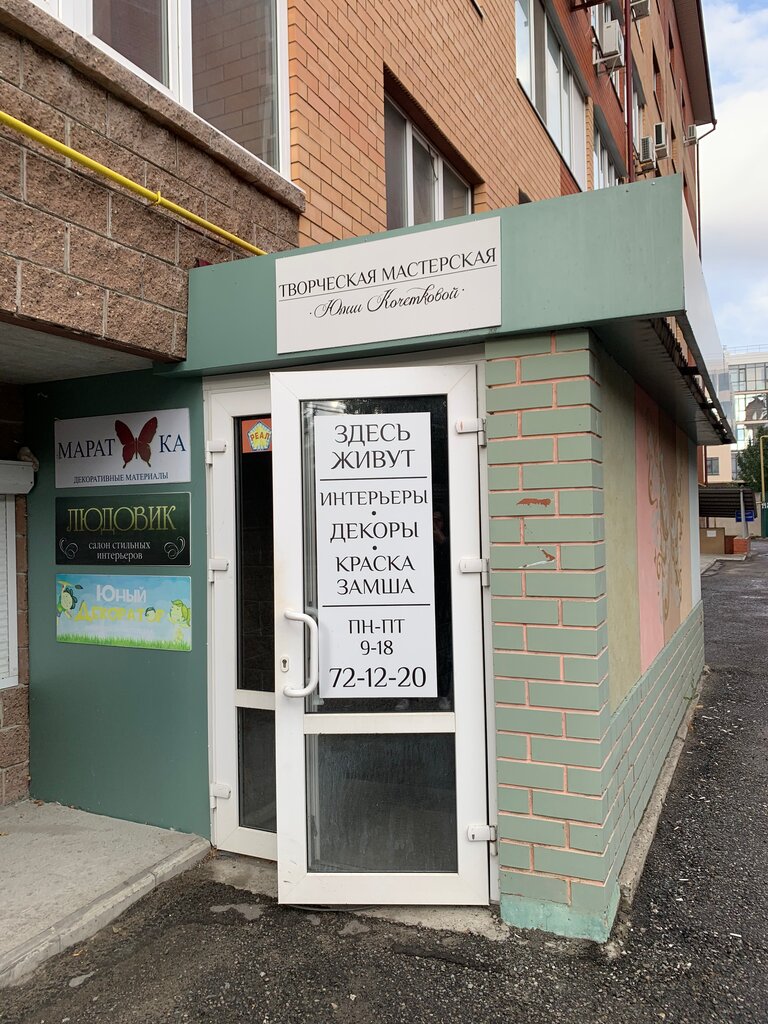 ТВОРЧЕСКАЯ МАСТЕРСКАЯ
· Юлии Кочетковой ·
МАРАТ КА
ДЕКОРАТИВНЫЕ МАТЕРИАЛЫ
ЛЮДОВИК
салон стильных
интерьеров
Юный
Декоратор
РЕАЛ
ЗДЕСЬ
ЖИВУТ
ИНТЕРЬЕРЫ
•
ДЕКОРЫ
•
КРАСКА
ЗАМША
ПН-ПТ
9-18
72-12-20